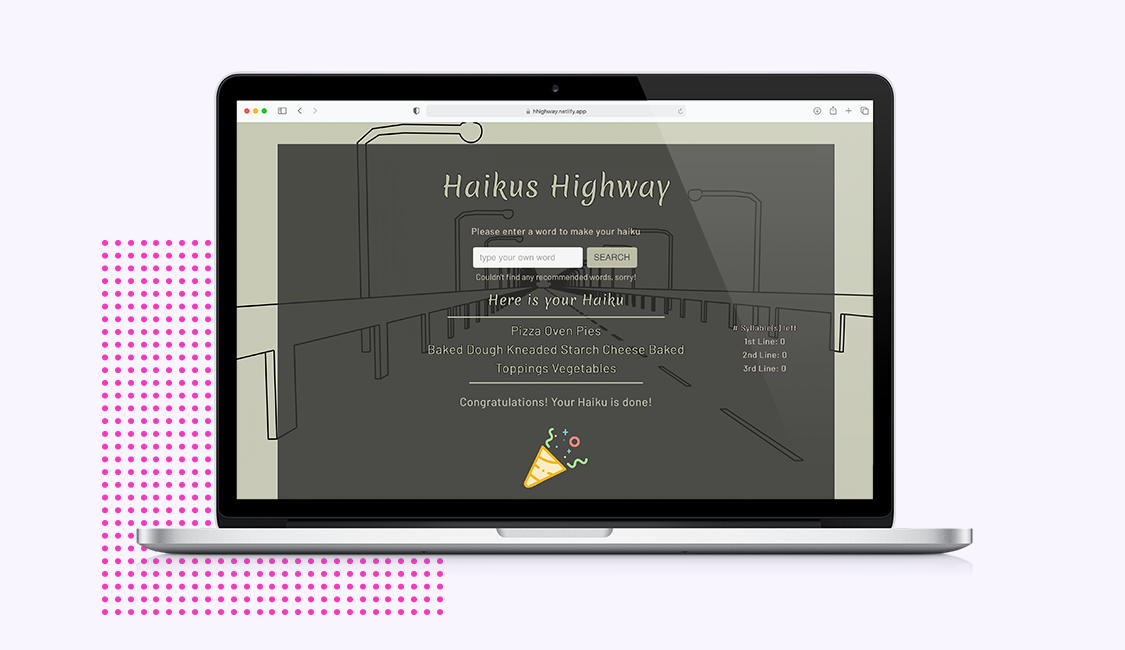 hhighway.netlify.app
Haikus Highway
Please enter a word to make your haiku
type your own word
SEARCH
Couldn't find any recommended words, sorry!
Here is your Haiku
Pizza Oven Pies
Baked Dough Kneaded Starch Cheese Baked
Toppings Vegetables
# Syllable(s) left
1st Line: 0
2nd Line: 0
3rd Line: 0
Congratulations! Your Haiku is done!